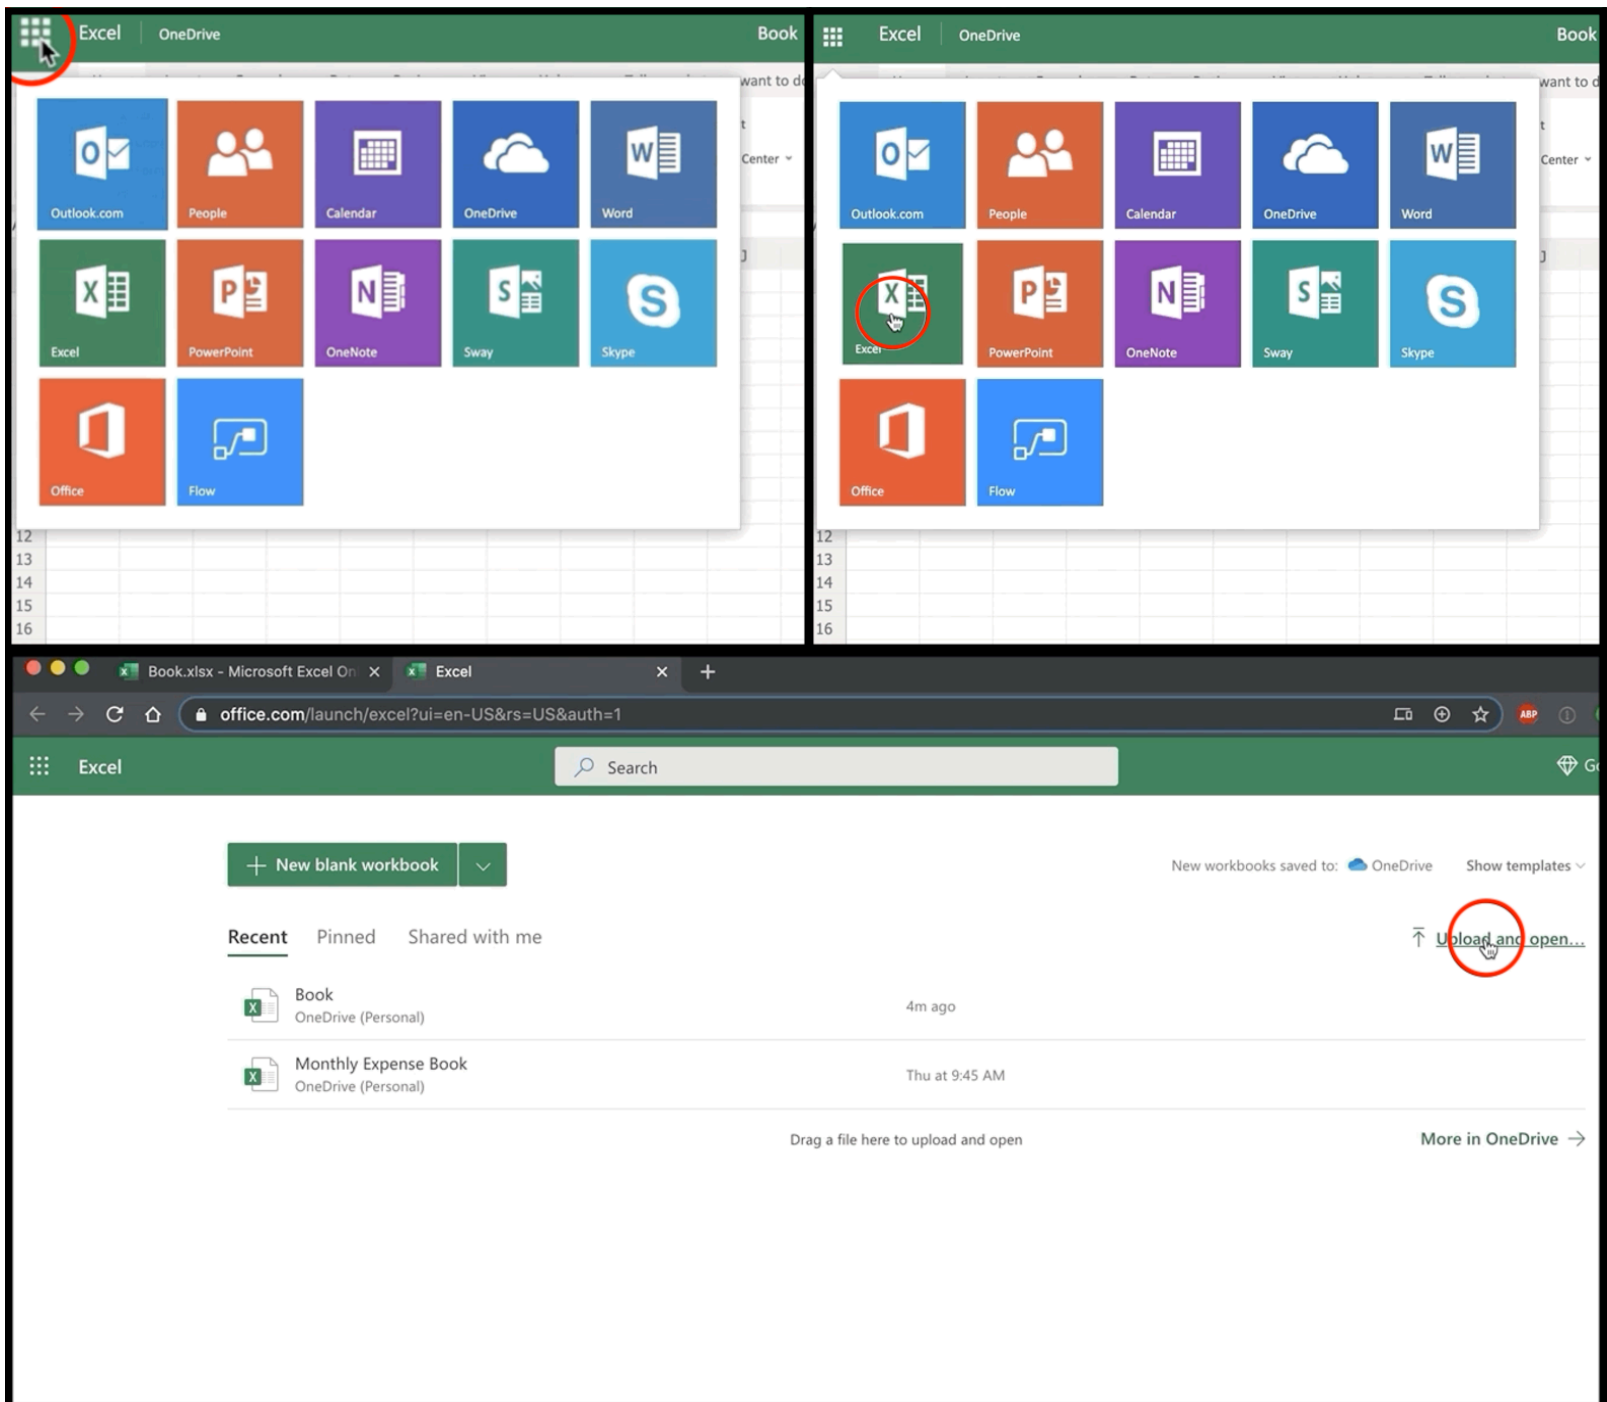 Excel OneDrive Book
want to do
Center
Outlook.com People Calendar OneDrive Word
Excel PowerPoint OneNote Sway Skype
Office Flow
12
13
14
15
16
Excel OneDrive Book
want to d
Center
Outlook.com People Calendar OneDrive Word
J
Excel PowerPoint OneNote Sway Skype
Office Flow
12
13
14
15
16
Book.xlsx - Microsoft Excel On Excel
office.com/launch/excel?ui=en-US&rs=US&auth=1 ABP
Excel Search
New blank workbook New workbooks saved to: OneDrive Show templates
Recent Pinned Shared with me Upload and open...
Book
OneDrive (Personal) 4m ago
Monthly Expense Book
OneDrive (Personal) Thu at 9:45 AM
Drag a file here to upload and open More in OneDrive